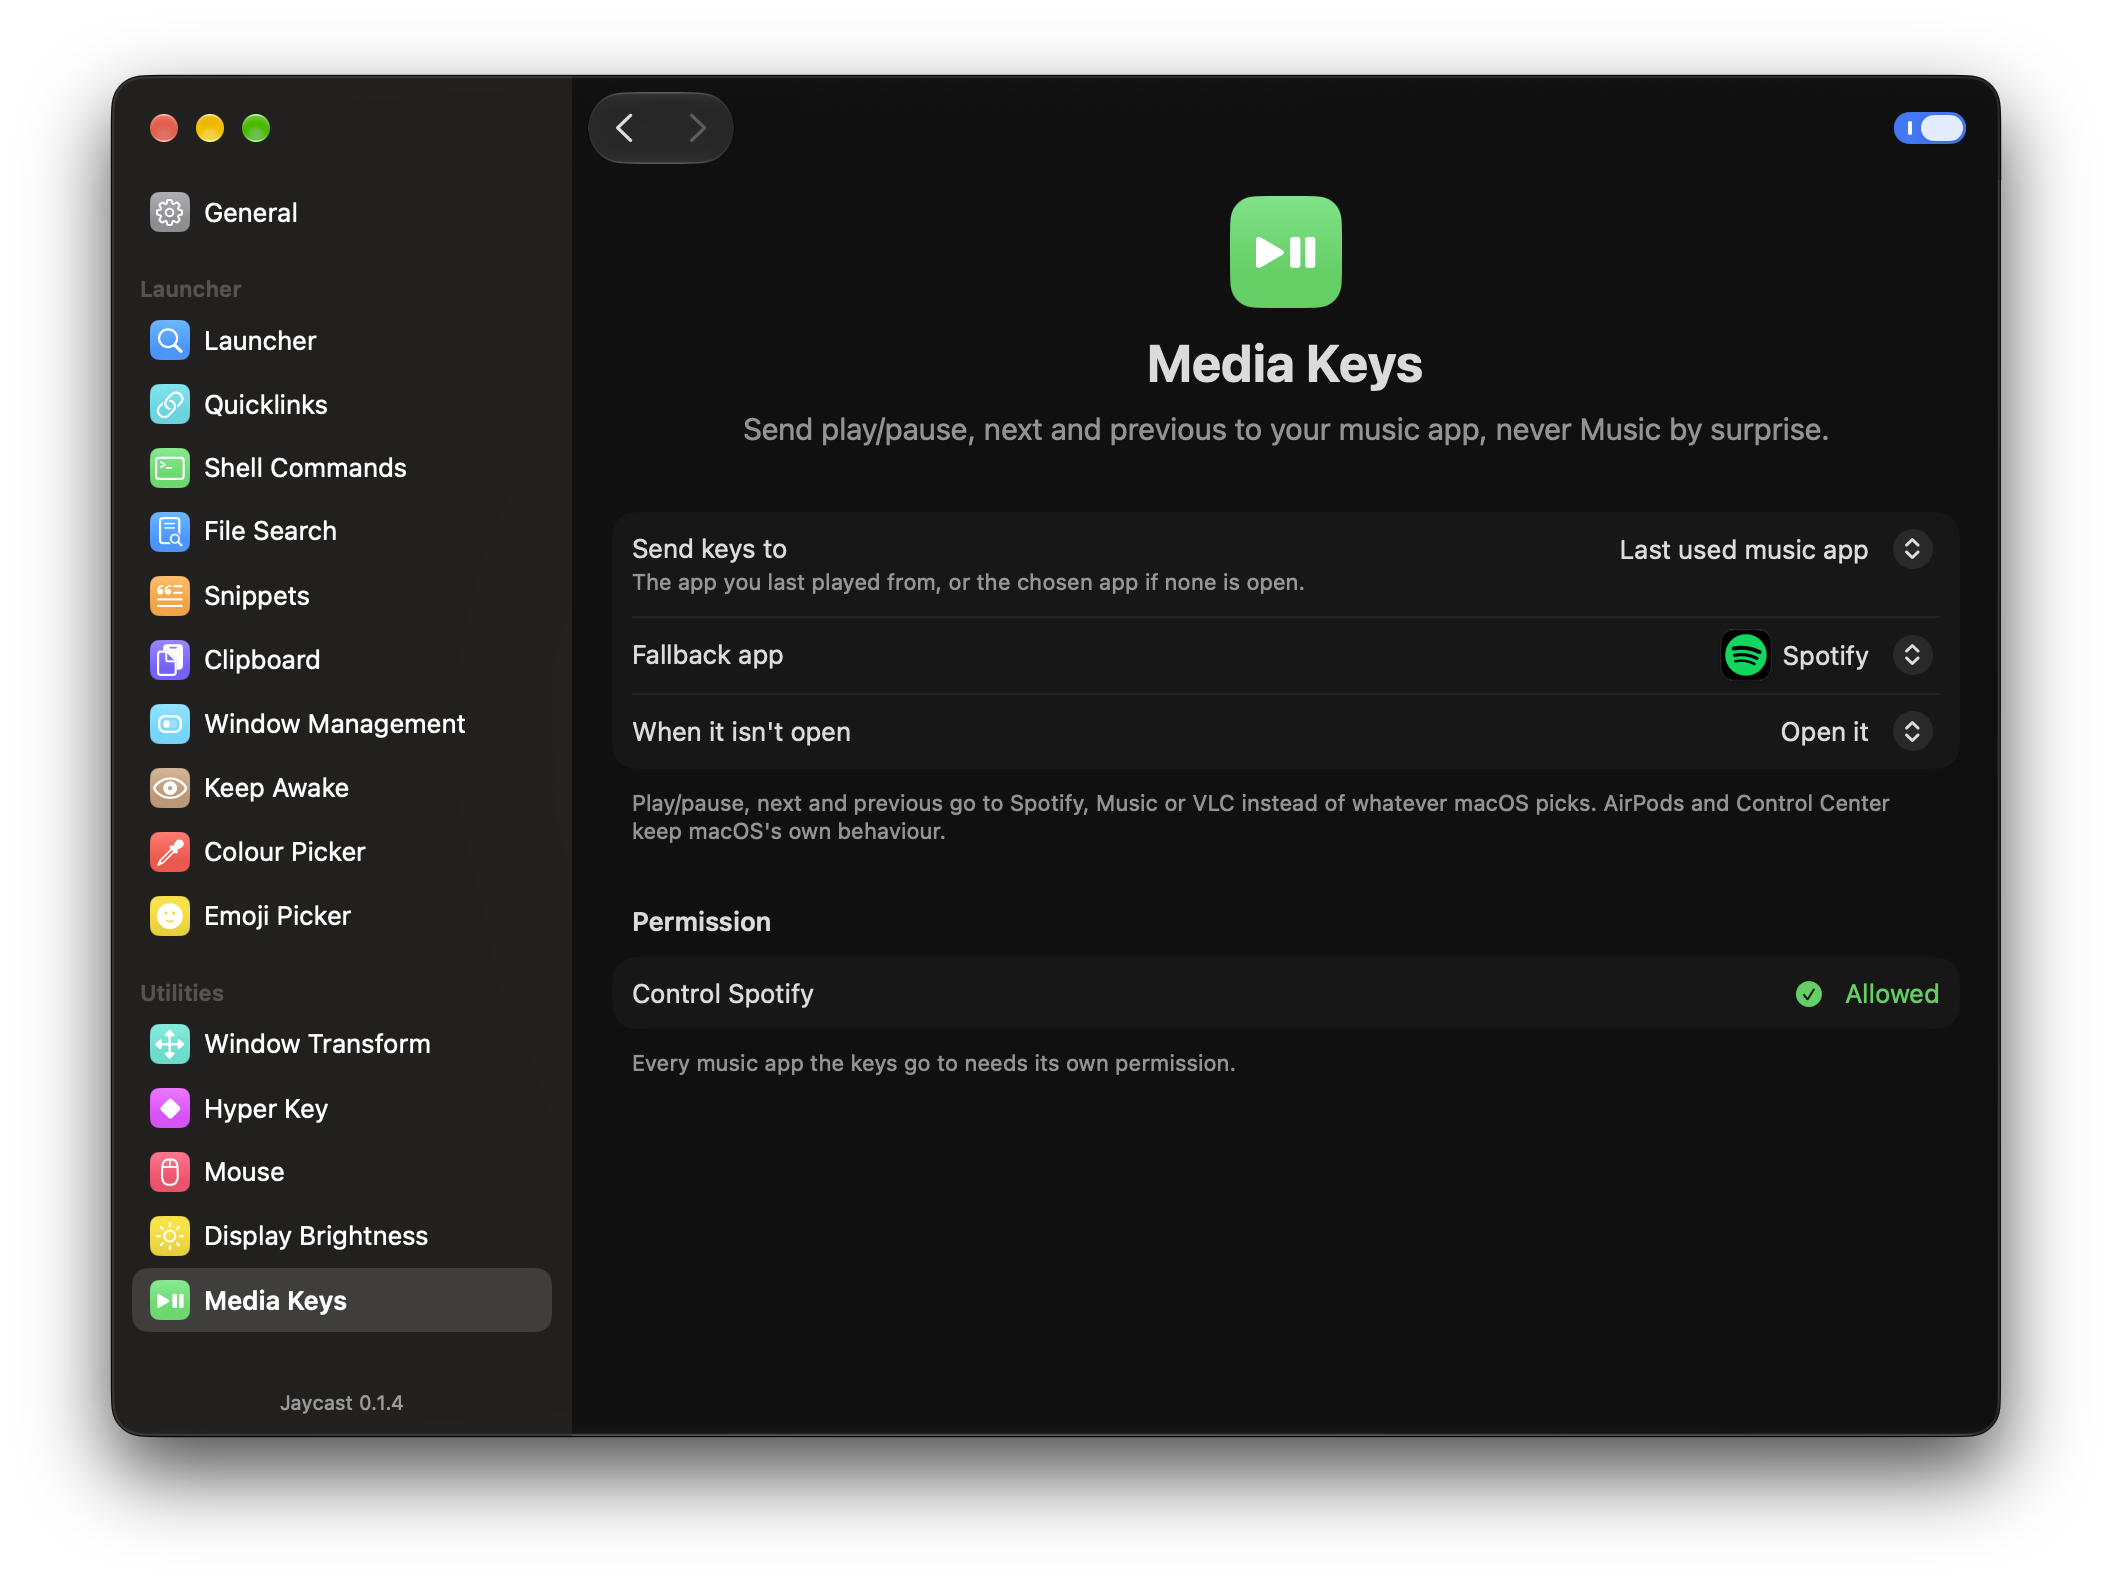 General
Launcher
Launcher
Quicklinks
Shell Commands
File Search
Snippets
Clipboard
Window Management
Keep Awake
Colour Picker
Emoji Picker
Utilities
Window Transform
Hyper Key
Mouse
Display Brightness
Media Keys
Jaycast 0.1.4
Media Keys
Send play/pause, next and previous to your music app, never Music by surprise.
Send keys to
Last used music app
The app you last played from, or the chosen app if none is open.
Fallback app
Spotify
When it isn't open
Open it
Play/pause, next and previous go to Spotify, Music or VLC instead of whatever macOS picks. AirPods and Control Center
keep macOS's own behaviour.
Permission
Control Spotify
Allowed
Every music app the keys go to needs its own permission.